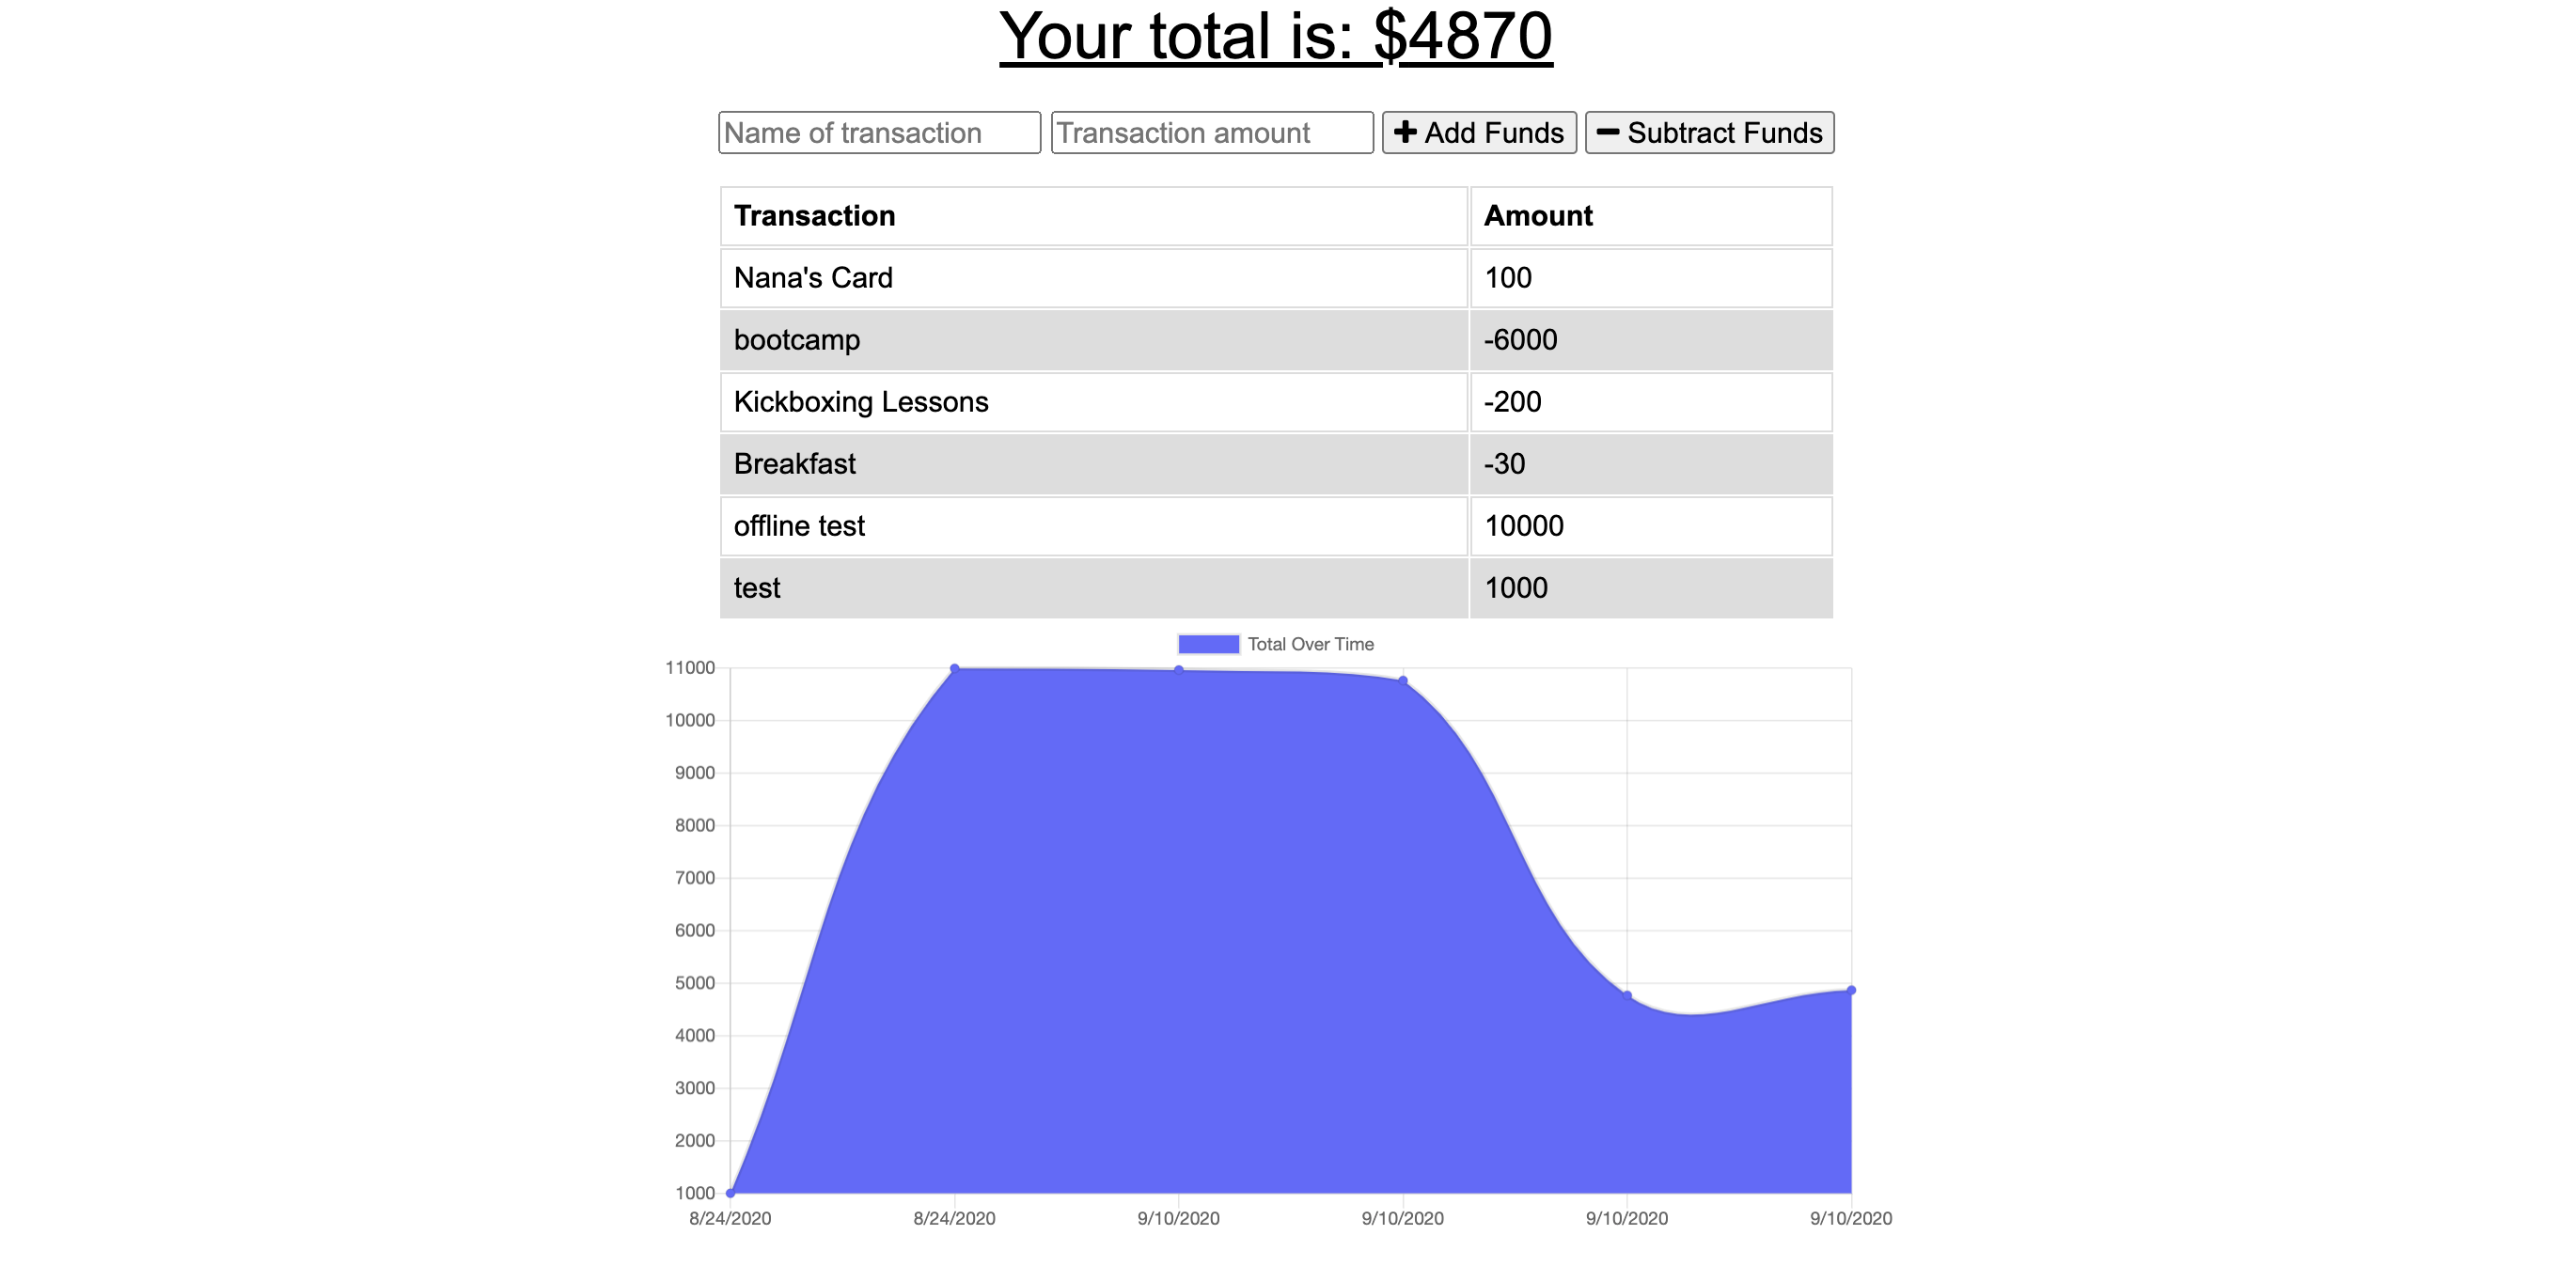 Your total is: $4870
Name of transaction Transaction amount Add Funds Subtract Funds
Transaction Amount
Nana's Card 100
bootcamp -6000
Kickboxing Lessons -200
Breakfast -30
offline test 10000
test 1000
Total Over Time
11000
10000
9000
8000
7000
6000
5000
4000
3000
2000
1000
8/24/2020 8/24/2020 9/10/2020 9/10/2020 9/10/2020 9/10/2020